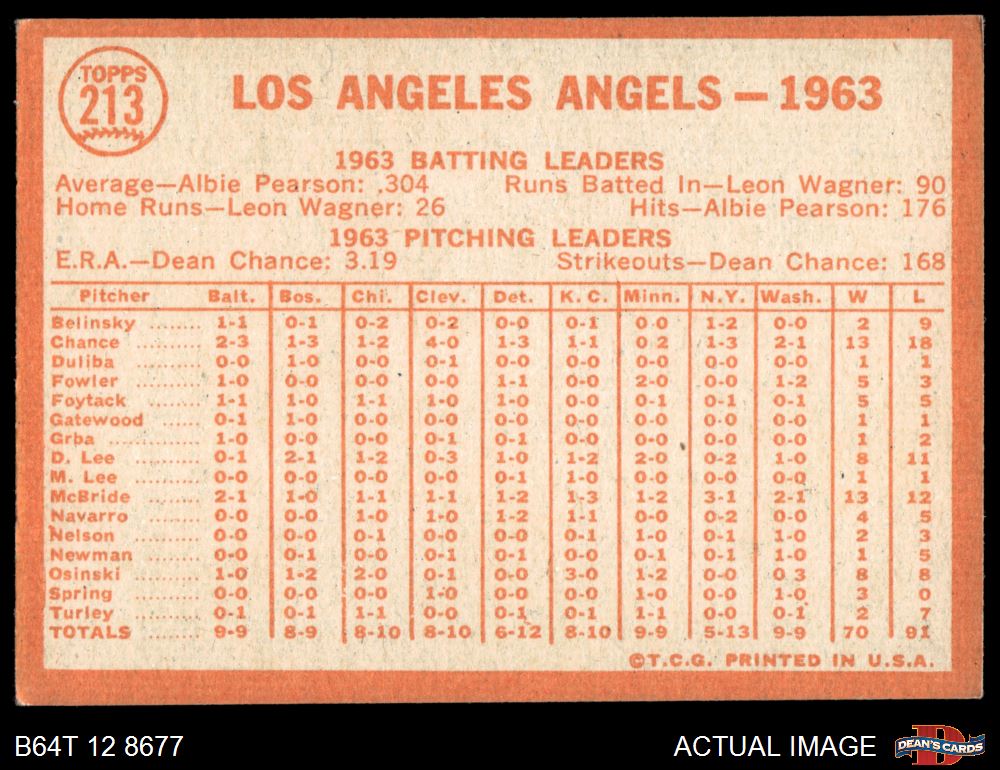 TOPPS
213
LOS ANGELES ANGELS — 1963
1963 BATTING LEADERS
Average—Albie Pearson: .304 Runs Batted In—Leon Wagner: 90
Home Runs—Leon Wagner: 26 Hits—Albie Pearson: 176
1963 PITCHING LEADERS
E.R.A.—Dean Chance: 3.19 Strikeouts—Dean Chance: 168
Pitcher Balt. Bos. Chi. Clev. Det. K.C. Minn. N.Y. Wash. W L
Belinsky ........ 1-1 0-1 0-2 0-2 0-0 0-1 0-0 1-2 0-0 2 9
Chance .......... 2-3 1-3 1-2 4-0 1-3 1-1 0 2 1-3 2-1 13 18
Duliba .......... 0-0 1-0 0-0 0-1 0-0 0-0 0-0 0-0 0-0 1 1
Fowler .......... 1-0 0-0 0-0 0-0 1-1 0-0 2-0 0-0 1-2 5 3
Foytack ......... 1-1 1-0 1-1 1-0 1-0 0-0 0-1 0-1 0-1 5 5
Gatewood ...... 0-1 1-0 0-0 0-0 0-0 0-0 0-0 0-0 0-0 1 1
Grba ............ 1-0 0-0 0-0 0-1 0-1 0-0 0-0 0-0 0-0 1 2
D. Lee .......... 0-1 2-1 1-2 0-3 1-0 1-2 2-0 0-2 1-0 8 11
M. Lee .......... 0-0 0-0 0-0 0-0 0-1 1-0 0-0 0-0 0-0 1 1
McBride ......... 2-1 1-0 1-1 1-1 1-2 1-3 1-2 3-1 2-1 13 12
Navarro ......... 0-0 0-0 1-0 1-0 1-2 1-1 0-0 0-2 0-0 4 5
Nelson .......... 0-0 0-0 0-1 0-0 0-0 0-1 1-0 0-1 1-0 2 3
Newman ........ 0-0 0-1 0-0 0-0 0-1 0-1 0-1 0-1 1-0 1 5
Osinski ......... 1-0 1-2 2-0 0-1 0-0 3-0 1-2 0-0 0 3 8 8
Spring .......... 0-0 0-0 0-0 1-0 0-0 0-0 1-0 0-0 1-0 3 0
Turley .......... 0-1 0-1 1-1 0-0 0-1 0-1 1-1 0-0 0-1 2 7
TOTALS ........ 9-9 8-9 8-10 8-10 6-12 8-10 9-9 5-13 9-9 70 91
©T.C.G. PRINTED IN U.S.A.
B64T 12 8677 ACTUAL IMAGE
D
DEAN'S CARDS